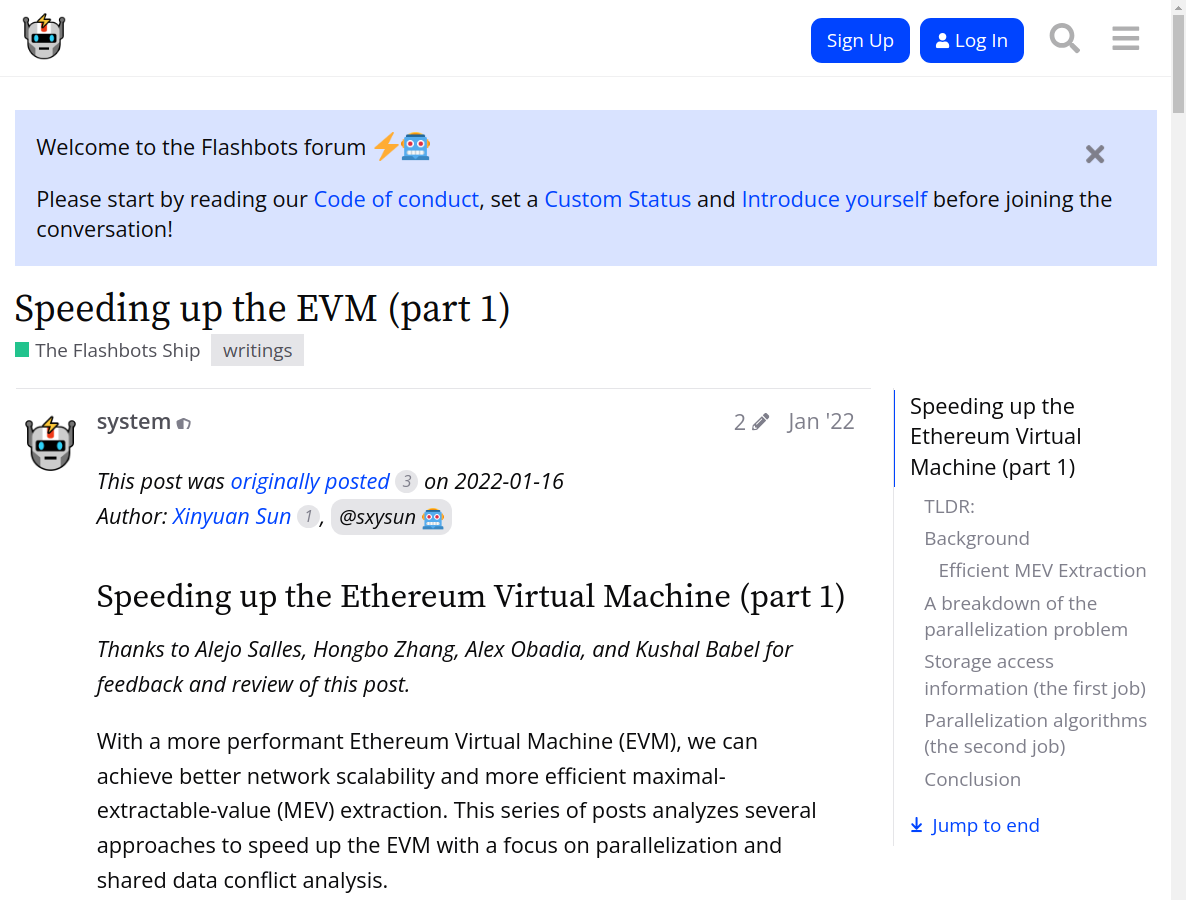 Sign Up
Log In
Welcome to the Flashbots forum
Please start by reading our Code of conduct, set a Custom Status and Introduce yourself before joining the
conversation!
Speeding up the EVM (part 1)
The Flashbots Ship writings
system 2 Jan '22
This post was originally posted 3 on 2022-01-16
Author: Xinyuan Sun 1 , @sxysun
Speeding up the Ethereum Virtual Machine (part 1)
Thanks to Alejo Salles, Hongbo Zhang, Alex Obadia, and Kushal Babel for
feedback and review of this post.
With a more performant Ethereum Virtual Machine (EVM), we can
achieve better network scalability and more efficient maximal-
extractable-value (MEV) extraction. This series of posts analyzes several
approaches to speed up the EVM with a focus on parallelization and
shared data conflict analysis.
Speeding up the
Ethereum Virtual
Machine (part 1)
TLDR:
Background
Efficient MEV Extraction
A breakdown of the
parallelization problem
Storage access
information (the first job)
Parallelization algorithms
(the second job)
Conclusion
Jump to end